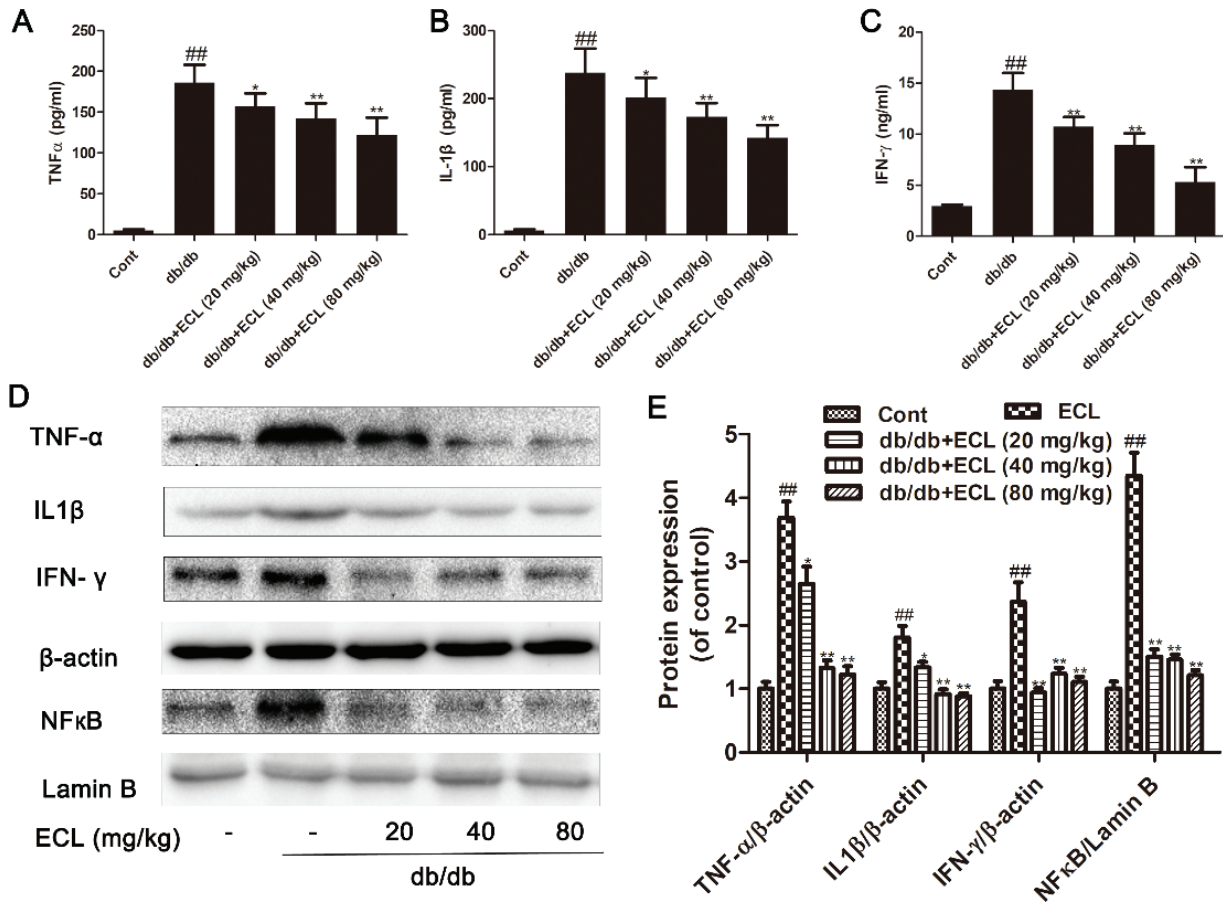 A
TNFα (pg/ml)
250
200
150
100
50
0
##
*
**
**
Cont
db/db
db/db+ECL (20 mg/kg)
db/db+ECL (40 mg/kg)
db/db+ECL (80 mg/kg)
B
IL-1β (pg/ml)
300
200
100
0
##
*
**
**
Cont
db/db
db/db+ECL (20 mg/kg)
db/db+ECL (40 mg/kg)
db/db+ECL (80 mg/kg)
C
IFN-γ (ng/ml)
20
15
10
5
0
##
**
**
**
Cont
db/db
db/db+ECL (20 mg/kg)
db/db+ECL (40 mg/kg)
db/db+ECL (80 mg/kg)
D
TNF-α
IL1β
IFN- γ
β-actin
NFκB
Lamin B
ECL (mg/kg) - - 20 40 80
db/db
E
Cont ECL
db/db+ECL (20 mg/kg)
db/db+ECL (40 mg/kg)
db/db+ECL (80 mg/kg)
Protein expression
(of control)
5
4
3
2
1
0
## * ** **
## * ** **
## ** ** **
## ** ** **
TNF-α/β-actin
IL1β/β-actin
IFN-γ/β-actin
NFκB/Lamin B